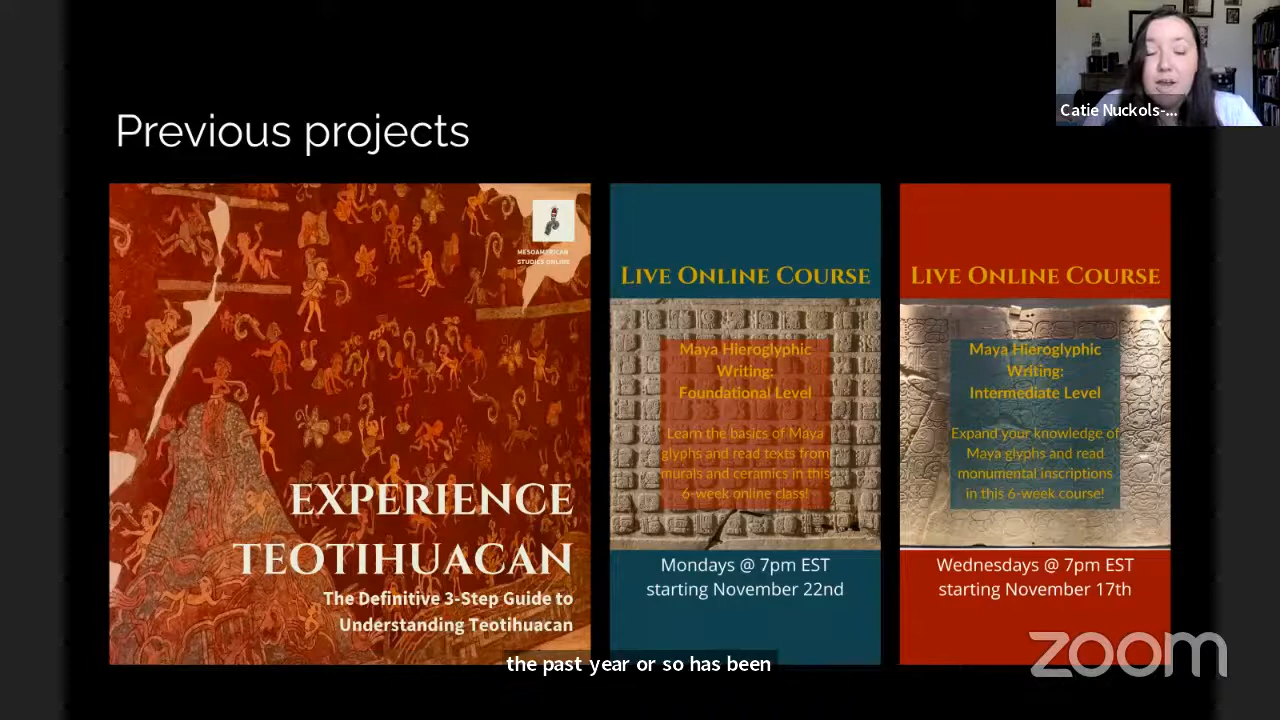 Catie Nuckols-...
Previous projects
MESOAMERICAN
STUDIES ONLINE
EXPERIENCE
TEOTIHUACAN
The Definitive 3-Step Guide to
Understanding Teotihuacan
LIVE ONLINE COURSE
Maya Hieroglyphic
Writing:
Foundational Level
Learn the basics of Maya
glyphs and read texts from
murals and ceramics in this
6-week online class!
Mondays @ 7pm EST
starting November 22nd
LIVE ONLINE COURSE
Maya Hieroglyphic
Writing:
Intermediate Level
Expand your knowledge of
Maya glyphs and read
monumental inscriptions
in this 6-week course!
Wednesdays @ 7pm EST
starting November 17th
the past year or so has been
zoom